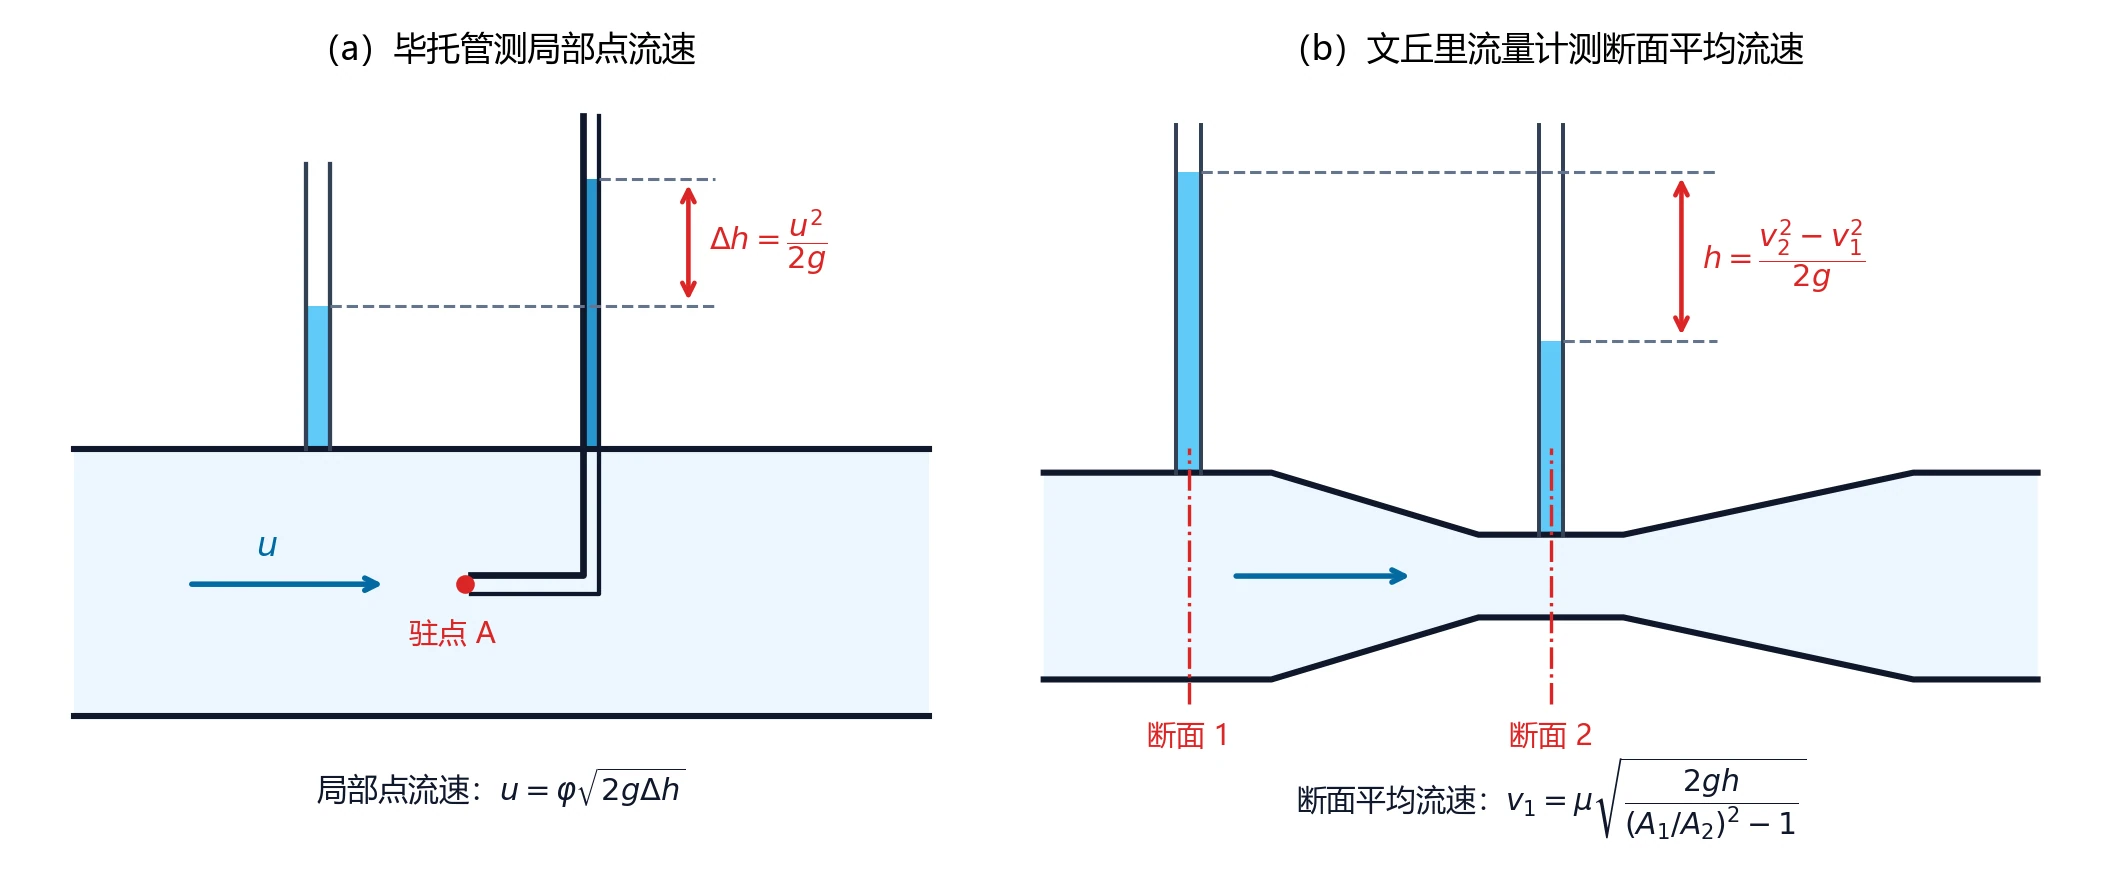 （a）毕托管测局部点流速
Δh = u²/2g
u
驻点 A
局部点流速：u = φ√(2gΔh)
（b）文丘里流量计测断面平均流速
h = (v₂² − v₁²)/2g
断面 1
断面 2
断面平均流速：v₁ = μ√(2gh/((A₁/A₂)² − 1))